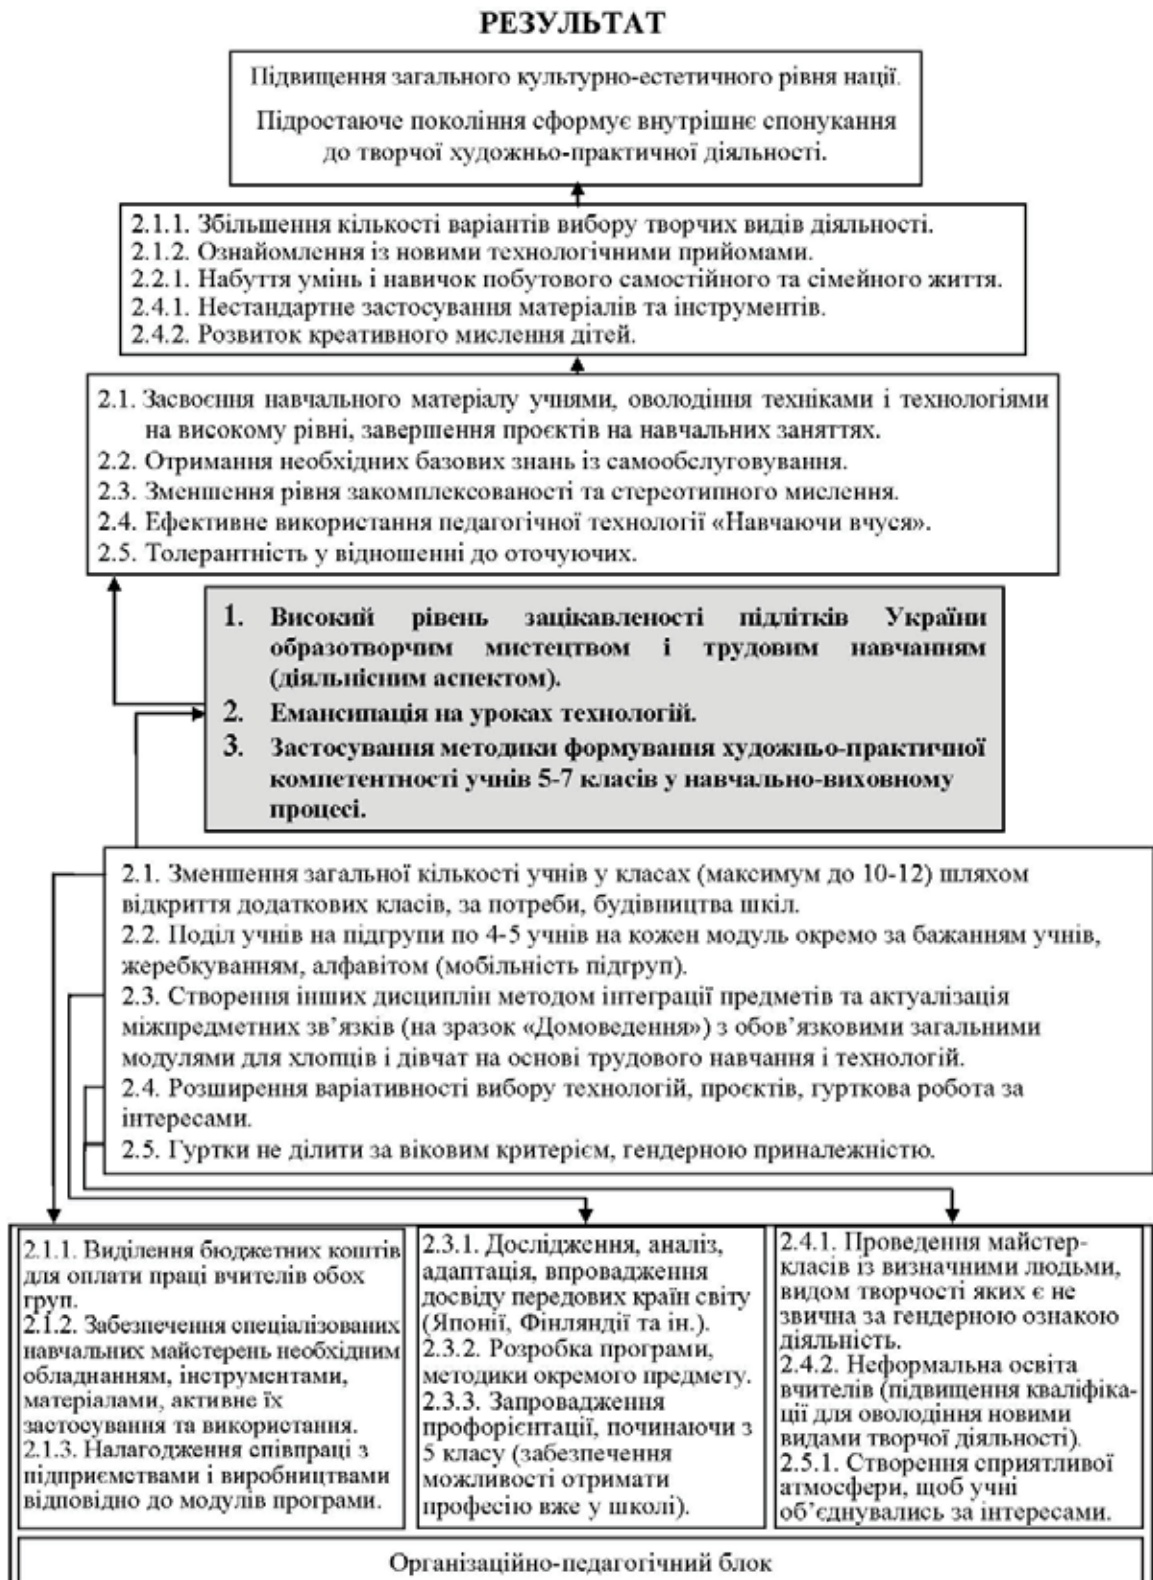 РЕЗУЛЬТАТ
Підвищення загального культурно-естетичного рівня нації.
Підростаюче покоління сформує внутрішнє спонукання
до творчої художньо-практичної діяльності.
2.1.1. Збільшення кількості варіантів вибору творчих видів діяльності.
2.1.2. Ознайомлення із новими технологічними прийомами.
2.2.1. Набуття умінь і навичок побутового самостійного та сімейного життя.
2.4.1. Нестандартне застосування матеріалів та інструментів.
2.4.2. Розвиток креативного мислення дітей.
2.1. Засвоєння навчального матеріалу учнями, оволодіння техніками і технологіями
на високому рівні, завершення проєктів на навчальних заняттях.
2.2. Отримання необхідних базових знань із самообслуговування.
2.3. Зменшення рівня закомплексованості та стереотипного мислення.
2.4. Ефективне використання педагогічної технології «Навчаючи вчуся».
2.5. Толерантність у відношенні до оточуючих.
1. Високий рівень зацікавленості підлітків України
образотворчим мистецтвом і трудовим навчанням
(діяльнісним аспектом).
2. Емансипація на уроках технологій.
3. Застосування методики формування художньо-практичної
компетентності учнів 5-7 класів у навчально-виховному
процесі.
2.1. Зменшення загальної кількості учнів у класах (максимум до 10-12) шляхом
відкриття додаткових класів, за потреби, будівництва шкіл.
2.2. Поділ учнів на підгрупи по 4-5 учнів на кожен модуль окремо за бажанням учнів,
жеребкуванням, алфавітом (мобільність підгруп).
2.3. Створення інших дисциплін методом інтеграції предметів та актуалізація
міжпредметних зв’язків (на зразок «Домоведення») з обов’язковими загальними
модулями для хлопців і дівчат на основі трудового навчання і технологій.
2.4. Розширення варіативності вибору технологій, проєктів, гурткова робота за
інтересами.
2.5. Гуртки не ділити за віковим критерієм, гендерною приналежністю.
2.1.1. Виділення бюджетних коштів
для оплати праці вчителів обох
груп.
2.1.2. Забезпечення спеціалізованих
навчальних майстерень необхідним
обладнанням, інструментами,
матеріалами, активне їх
застосування та використання.
2.1.3. Налагодження співпраці з
підприємствами і виробництвами
відповідно до модулів програми.
2.3.1. Дослідження, аналіз,
адаптація, впровадження
досвіду передових країн світу
(Японії, Фінляндії та ін.).
2.3.2. Розробка програми,
методики окремого предмету.
2.3.3. Запровадження
профорієнтації, починаючи з
5 класу (забезпечення
можливості отримати
професію вже у школі).
2.4.1. Проведення майстер-
класів із визначними людьми,
видом творчості яких є не
звична за гендерною ознакою
діяльність.
2.4.2. Неформальна освіта
вчителів (підвищення кваліфіка-
ції для оволодіння новими
видами творчої діяльності).
2.5.1. Створення сприятливої
атмосфери, щоб учні
об’єднувались за інтересами.
Організаційно-педагогічний блок